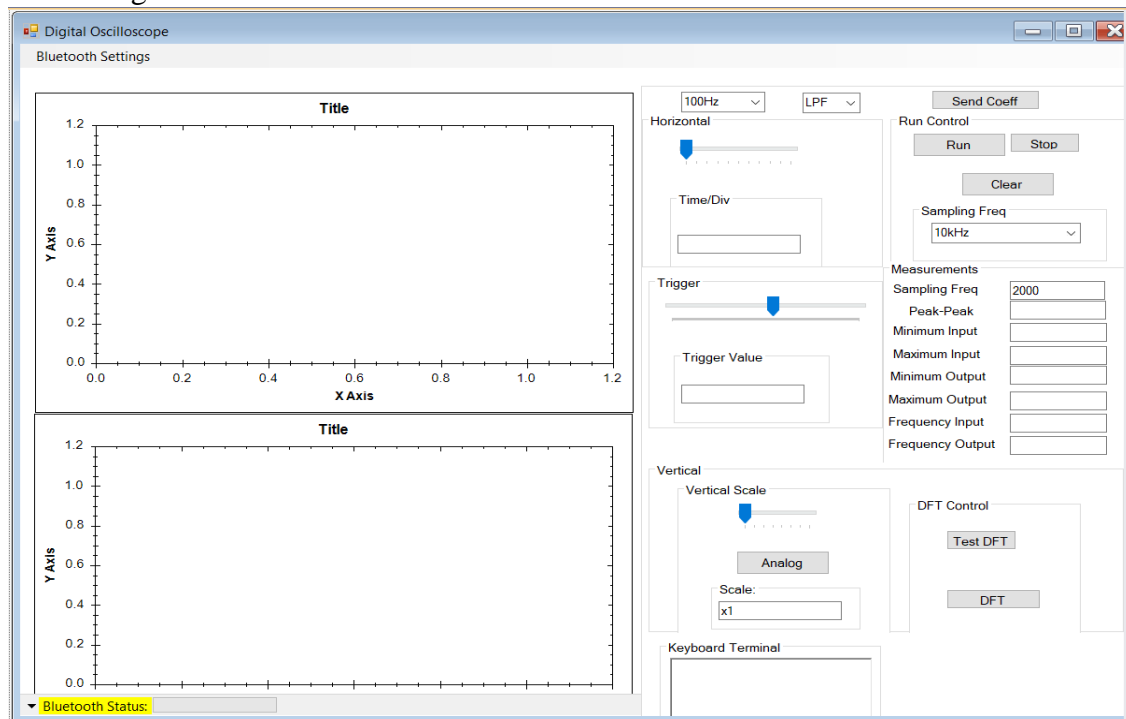 Digital Oscilloscope
Bluetooth Settings
Title
1.2
1.0
0.8
0.6
0.4
0.2
0.0
Y Axis
0.0 0.2 0.4 0.6 0.8 1.0 1.2
X Axis
Title
1.2
1.0
0.8
0.6
0.4
0.2
0.0
Y Axis
Bluetooth Status:
100Hz LPF Send Coeff
Horizontal
Time/Div
Run Control
Run Stop
Clear
Sampling Freq
10kHz
Trigger
Trigger Value
Measurements
Sampling Freq 2000
Peak-Peak
Minimum Input
Maximum Input
Minimum Output
Maximum Output
Frequency Input
Frequency Output
Vertical
Vertical Scale
Analog
Scale:
x1
DFT Control
Test DFT
DFT
Keyboard Terminal